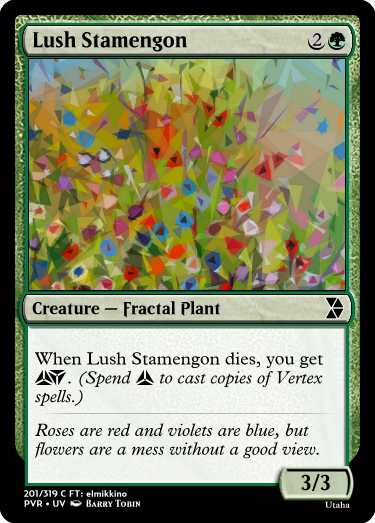 Lush Stamengon 2
Creature — Fractal Plant
When Lush Stamengon dies, you get
. (Spend to cast copies of Vertex
spells.)
Roses are red and violets are blue, but
flowers are a mess without a good view.
3/3
201/319 C FT: elmikkino
PVR • UV Barry Tobin
Utaha